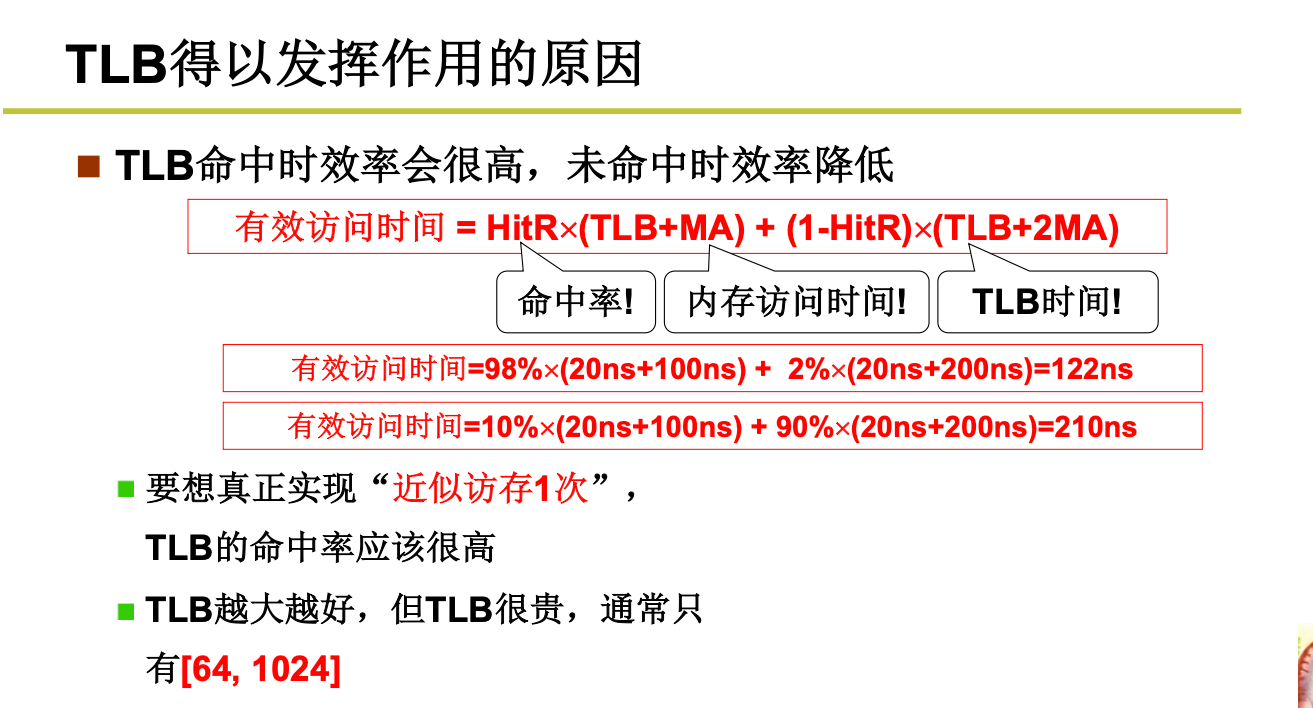 TLB得以发挥作用的原因
TLB命中时效率会很高，未命中时效率降低
有效访问时间 = HitR×(TLB+MA) + (1-HitR)×(TLB+2MA)
命中率! 内存访问时间! TLB时间!
有效访问时间=98%×(20ns+100ns) + 2%×(20ns+200ns)=122ns
有效访问时间=10%×(20ns+100ns) + 90%×(20ns+200ns)=210ns
要想真正实现“近似访存1次”，
TLB的命中率应该很高
TLB越大越好，但TLB很贵，通常只
有[64, 1024]